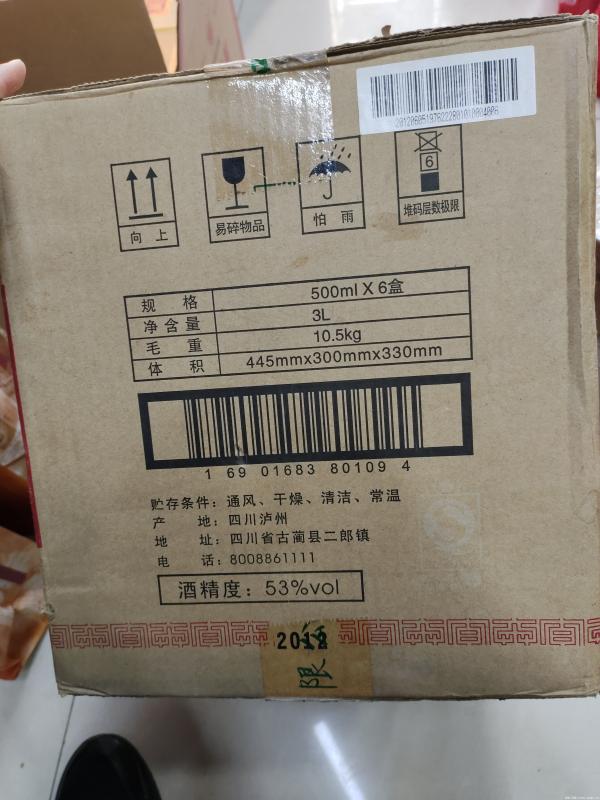 6
向 上
易碎物品
怕 雨
堆码层数极限
规 格 500ml X 6盒
净含量 3L
毛 重 10.5kg
体 积 445mmx300mmx330mm
1 69 01683 80109 4
贮存条件：通风、干燥、清洁、常温
产 地：四川泸州
地 址：四川省古蔺县二郎镇
电 话：8008861111
酒精度：53%vol
2012
限